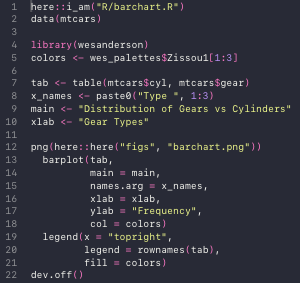 1 here::i_am("R/barchart.R")
2 data(mtcars)
3
4 library(wesanderson)
5 colors <- wes_palettes$Zissou1[1:3]
6
7 tab <- table(mtcars$cyl, mtcars$gear)
8 x_names <- paste0("Type ", 1:3)
9 main <- "Distribution of Gears vs Cylinders"
10 xlab <- "Gear Types"
11
12 png(here::here("figs", "barchart.png"))
13   barplot(tab,
14           main = main,
15           names.arg = x_names,
16           xlab = xlab,
17           ylab = "Frequency",
18           col = colors)
19   legend(x = "topright",
20          legend = rownames(tab),
21          fill = colors)
22 dev.off()